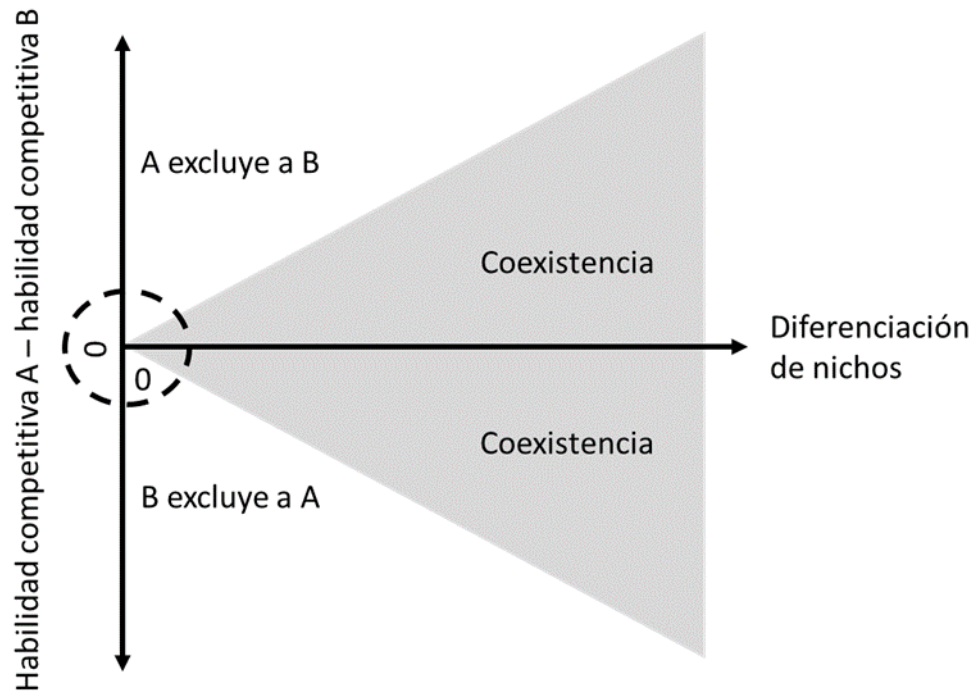 Habilidad competitiva A – habilidad competitiva B
A excluye a B
Coexistencia
0
0
Diferenciación
de nichos
Coexistencia
B excluye a A